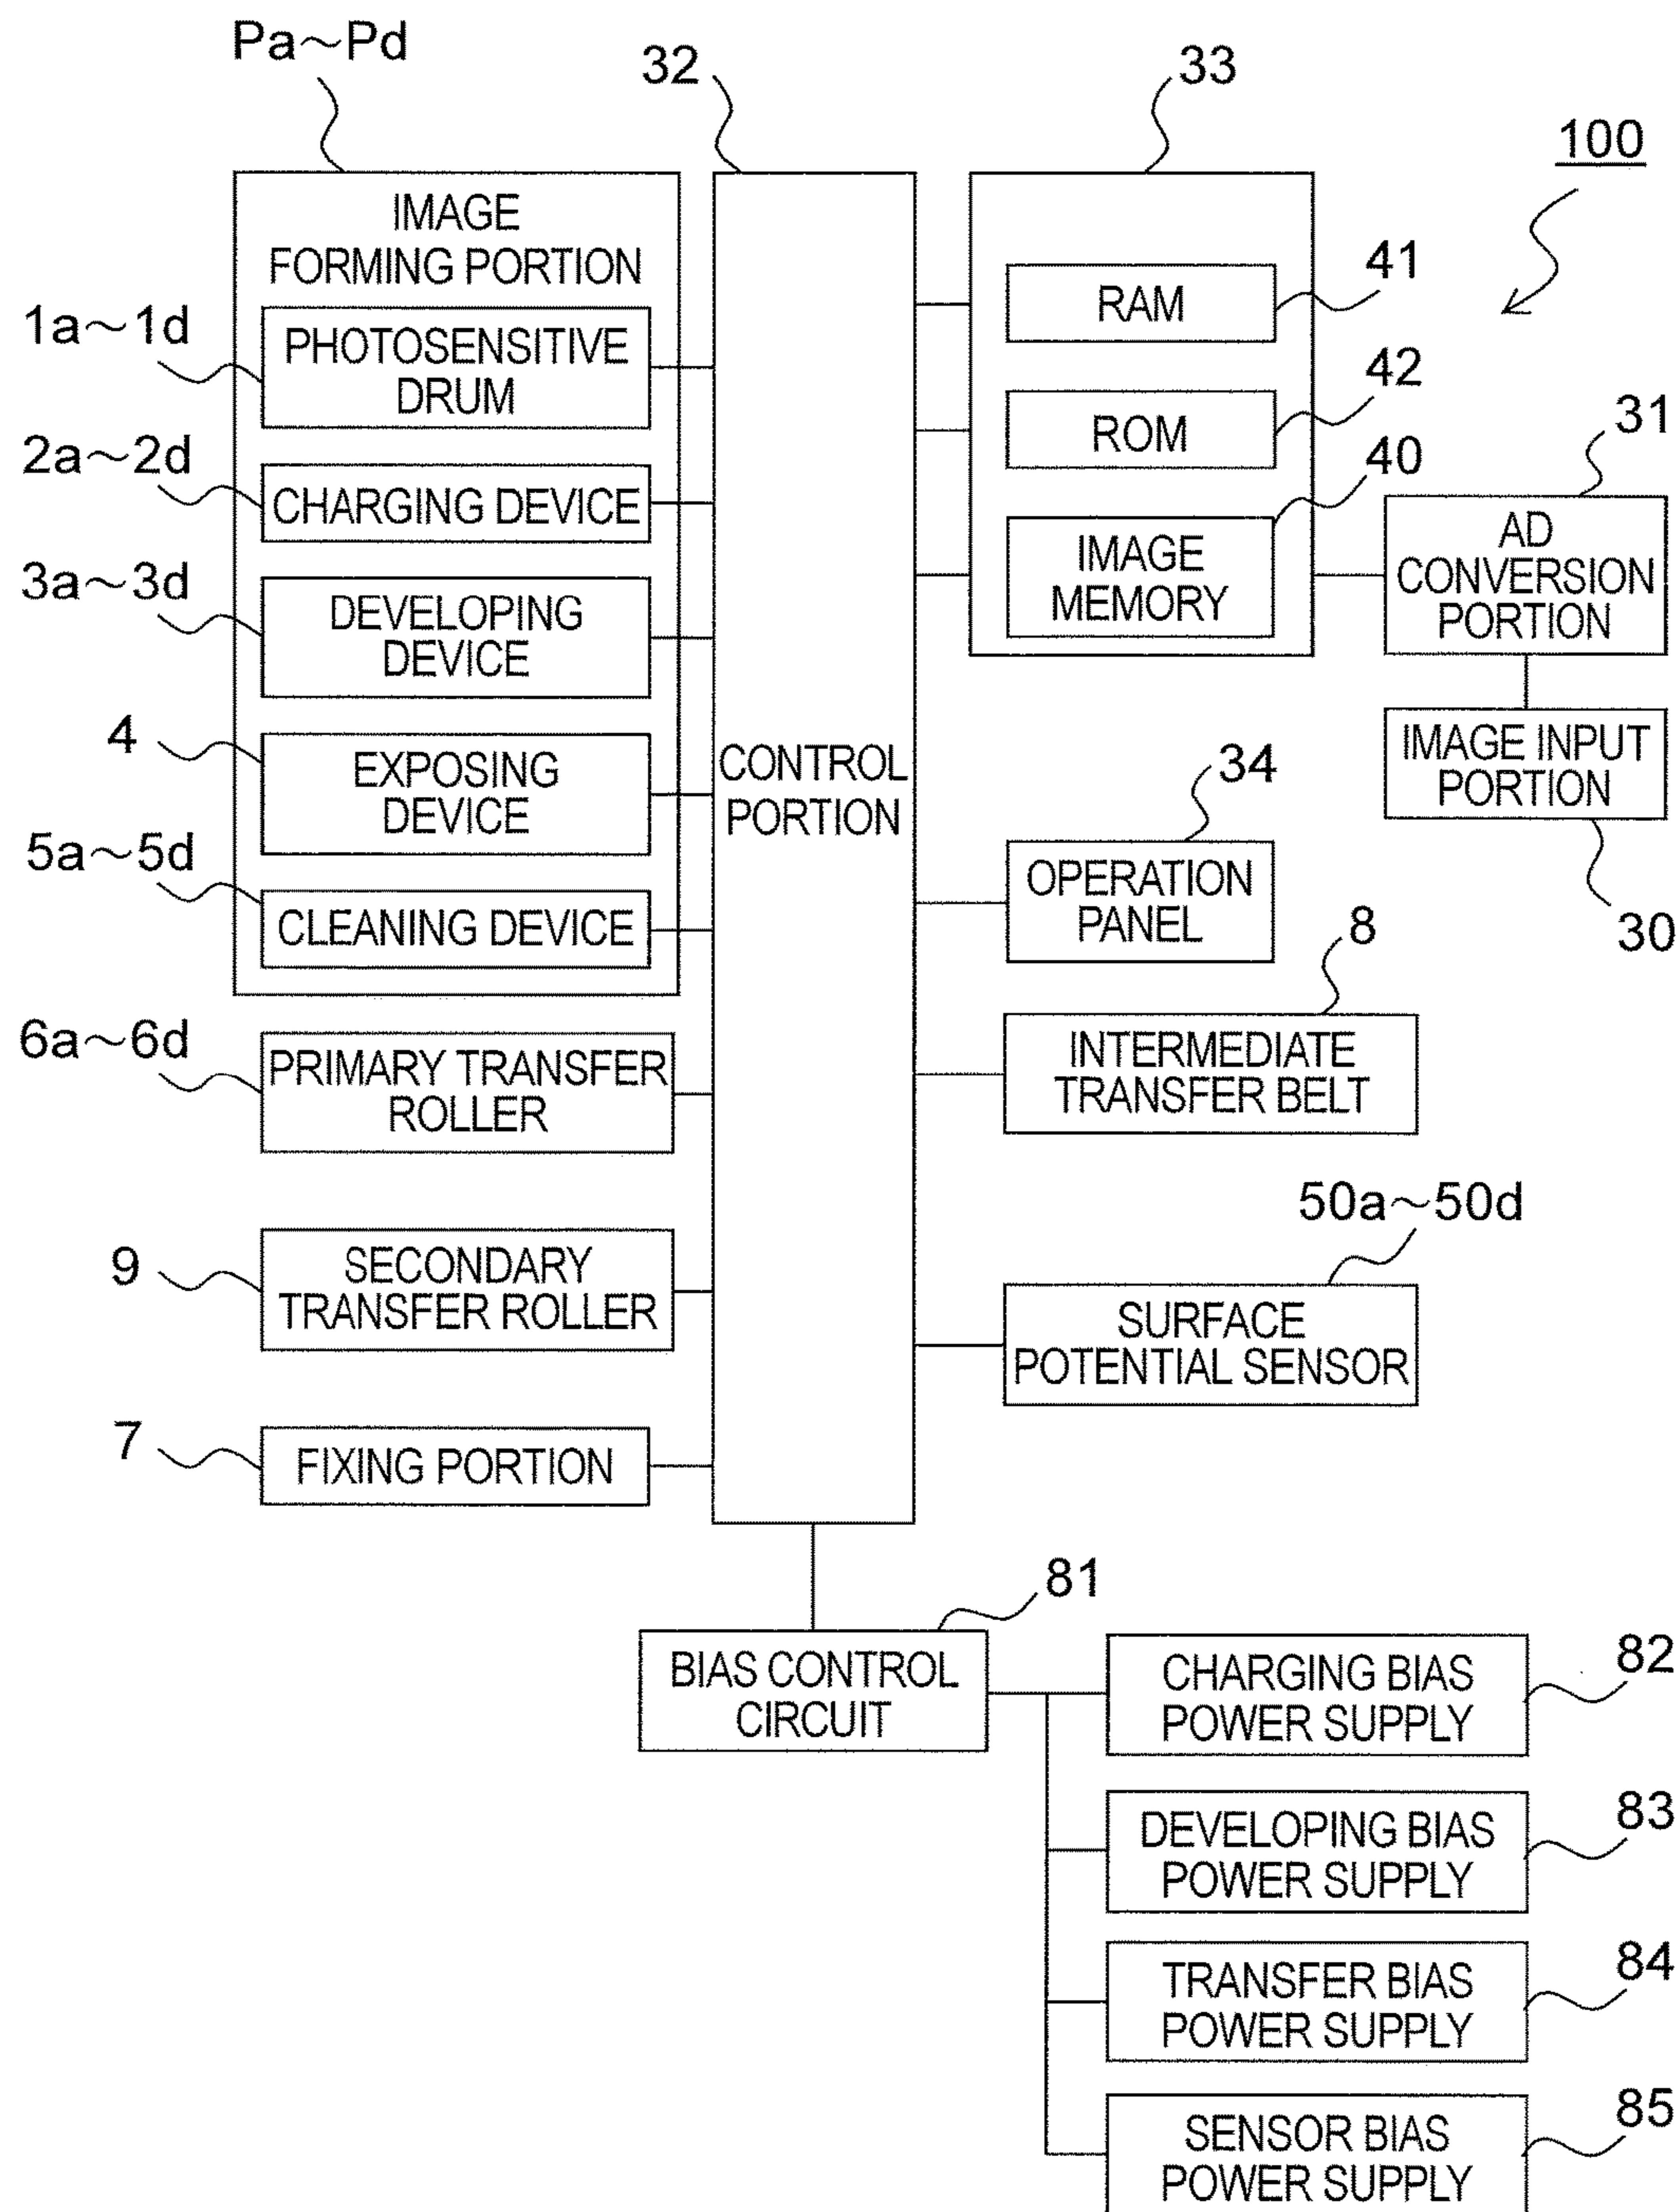 Pa~Pd
32
33
100
IMAGE
FORMING PORTION
1a~1d
PHOTOSENSITIVE
DRUM
2a~2d
CHARGING DEVICE
3a~3d
DEVELOPING
DEVICE
4
EXPOSING
DEVICE
5a~5d
CLEANING DEVICE
6a~6d
PRIMARY TRANSFER
ROLLER
9
SECONDARY
TRANSFER ROLLER
7
FIXING PORTION
CONTROL
PORTION
RAM
41
ROM
42
40
IMAGE
MEMORY
31
AD
CONVERSION
PORTION
IMAGE INPUT
PORTION
30
34
OPERATION
PANEL
8
INTERMEDIATE
TRANSFER BELT
50a~50d
SURFACE
POTENTIAL SENSOR
81
BIAS CONTROL
CIRCUIT
CHARGING BIAS
POWER SUPPLY
82
DEVELOPING BIAS
POWER SUPPLY
83
TRANSFER BIAS
POWER SUPPLY
84
SENSOR BIAS
POWER SUPPLY
85